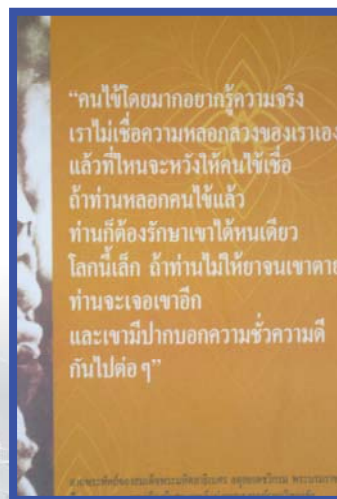 “คนไข้โดยมากอยากรู้ความจริง
เราไม่เชื่อความหลอกลวงของเราเอง
แล้วที่ไหนจะหวังให้คนไข้เชื่อ
ถ้าท่านหลอกคนไข้แล้ว
ท่านก็ต้องรักษาเขาได้หนเดียว
โลกนี้เล็ก ถ้าท่านไม่ให้ยาจนเขาตาย
ท่านจะเจอเขาอีก
และเขามีปากบอกความชั่วความดี
กันไปต่อ ๆ”